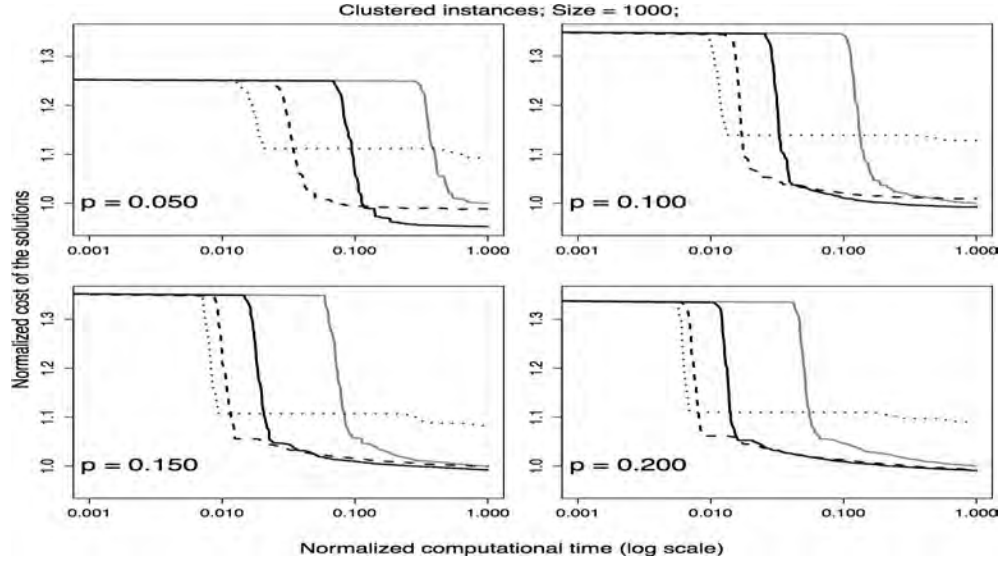 Clustered instances; Size = 1000;
Normalized cost of the solutions
1.3
1.2
1.1
1.0
p = 0.050
0.001 0.010 0.100 1.000
1.3
1.2
1.1
1.0
p = 0.100
0.001 0.010 0.100 1.000
1.3
1.2
1.1
1.0
p = 0.150
0.001 0.010 0.100 1.000
1.3
1.2
1.1
1.0
p = 0.200
0.001 0.010 0.100 1.000
Normalized computational time (log scale)